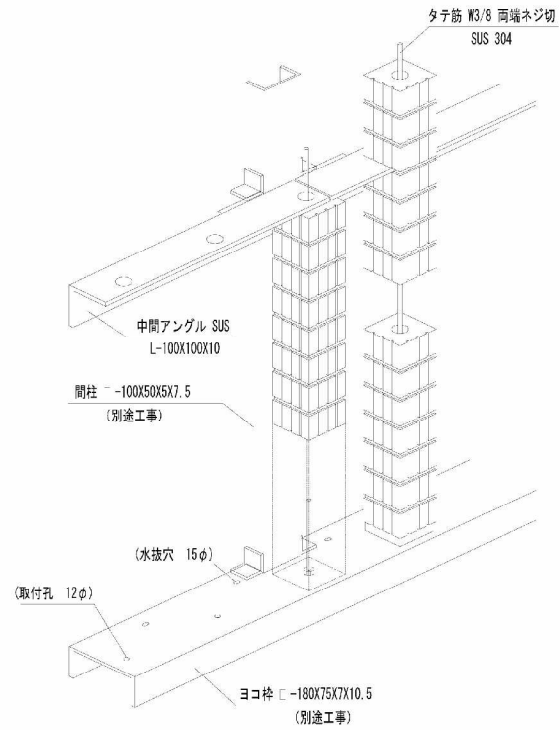 タテ筋 W3/8 両端ネジ切
SUS 304
中間アングル SUS
L-100X100X10
間柱 ⊏-100X50X5X7.5
(別途工事)
(水抜穴 15φ)
(取付孔 12φ)
ヨコ枠 ⊏-180X75X7X10.5
(別途工事)